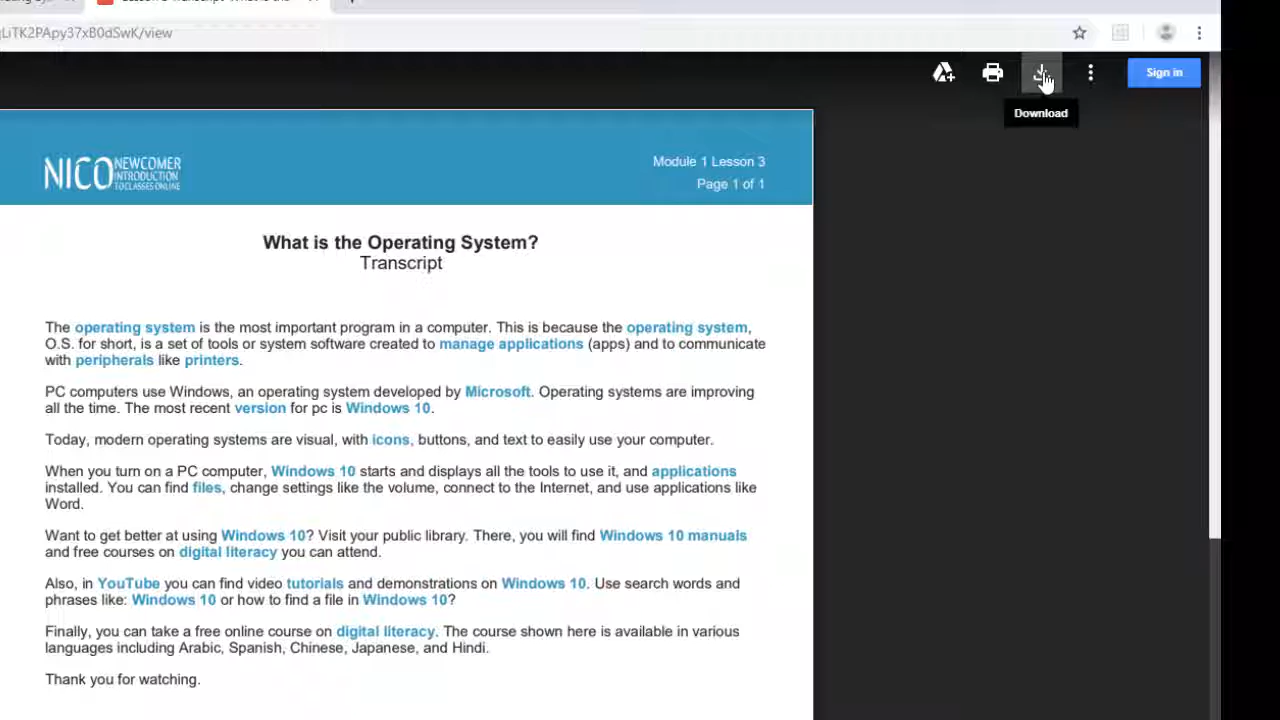 qLiTK2PApy37xB0dSwK/view
Sign in
Download
NICO NEWCOMER
INTRODUCTION
TO CLASSES ONLINE
Module 1 Lesson 3
Page 1 of 1
What is the Operating System?
Transcript
The operating system is the most important program in a computer. This is because the operating system,
O.S. for short, is a set of tools or system software created to manage applications (apps) and to communicate
with peripherals like printers.
PC computers use Windows, an operating system developed by Microsoft. Operating systems are improving
all the time. The most recent version for pc is Windows 10.
Today, modern operating systems are visual, with icons, buttons, and text to easily use your computer.
When you turn on a PC computer, Windows 10 starts and displays all the tools to use it, and applications
installed. You can find files, change settings like the volume, connect to the Internet, and use applications like
Word.
Want to get better at using Windows 10? Visit your public library. There, you will find Windows 10 manuals
and free courses on digital literacy you can attend.
Also, in YouTube you can find video tutorials and demonstrations on Windows 10. Use search words and
phrases like: Windows 10 or how to find a file in Windows 10?
Finally, you can take a free online course on digital literacy. The course shown here is available in various
languages including Arabic, Spanish, Chinese, Japanese, and Hindi.
Thank you for watching.